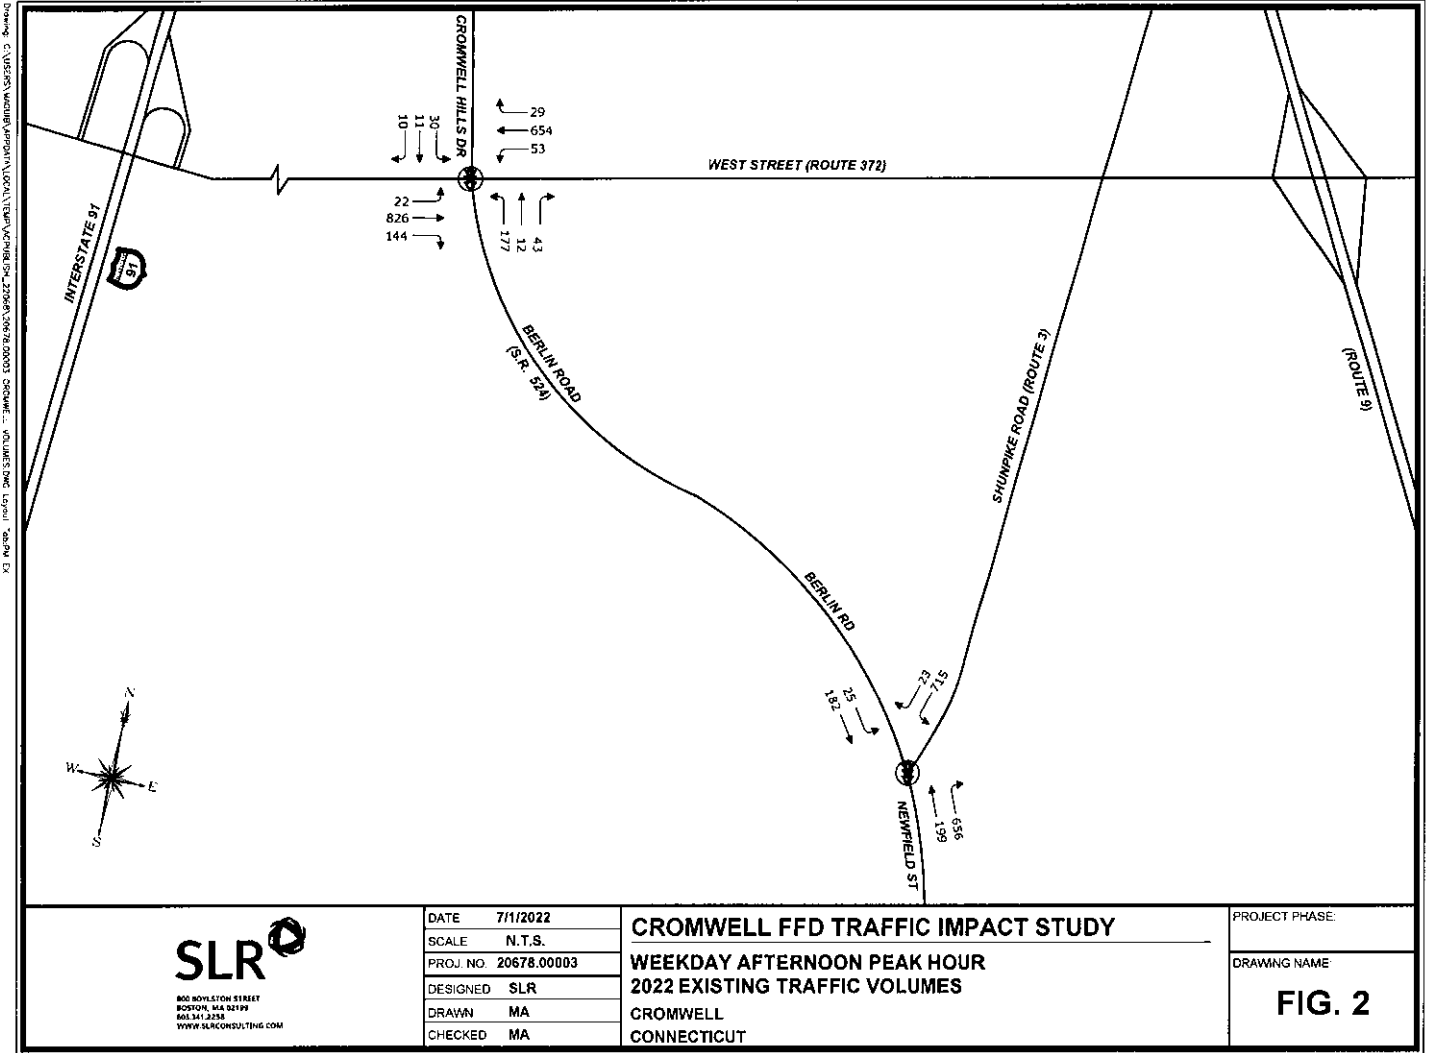 CROMWELL HILLS DR
10
11
30
29
654
53
WEST STREET (ROUTE 372)
22
826
144
177
12
43
INTERSTATE 91
91
BERLIN ROAD
(S.R. 524)
SHUNPIKE ROAD (ROUTE 3)
(ROUTE 9)
BERLIN RD
182
25
23
715
NEWFIELD ST
199
656
N
W
E
S
SLR
800 BOYLSTON STREET
BOSTON, MA 02199
WWW.SLRCONSULTING.COM
DATE 7/1/2022
SCALE N.T.S.
PROJ. NO. 20678.00003
DESIGNED SLR
DRAWN MA
CHECKED MA
CROMWELL FFD TRAFFIC IMPACT STUDY
WEEKDAY AFTERNOON PEAK HOUR
2022 EXISTING TRAFFIC VOLUMES
CROMWELL
CONNECTICUT
PROJECT PHASE:
DRAWING NAME:
FIG. 2